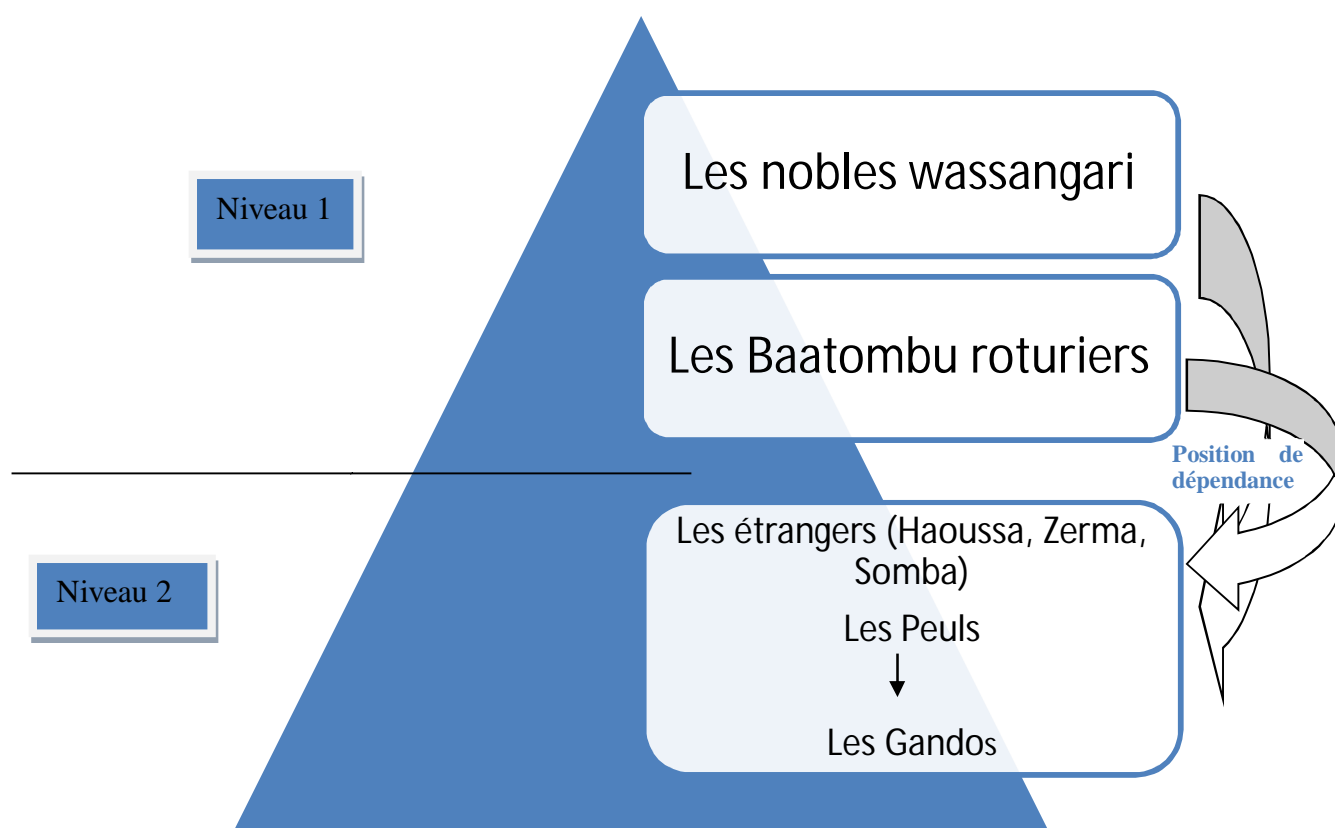 Les nobles wassangari
Niveau 1
Les Baatombu roturiers
Position de
dépendance
Les étrangers (Haoussa, Zerma,
Somba)
Niveau 2
Les Peuls
Les Gandos